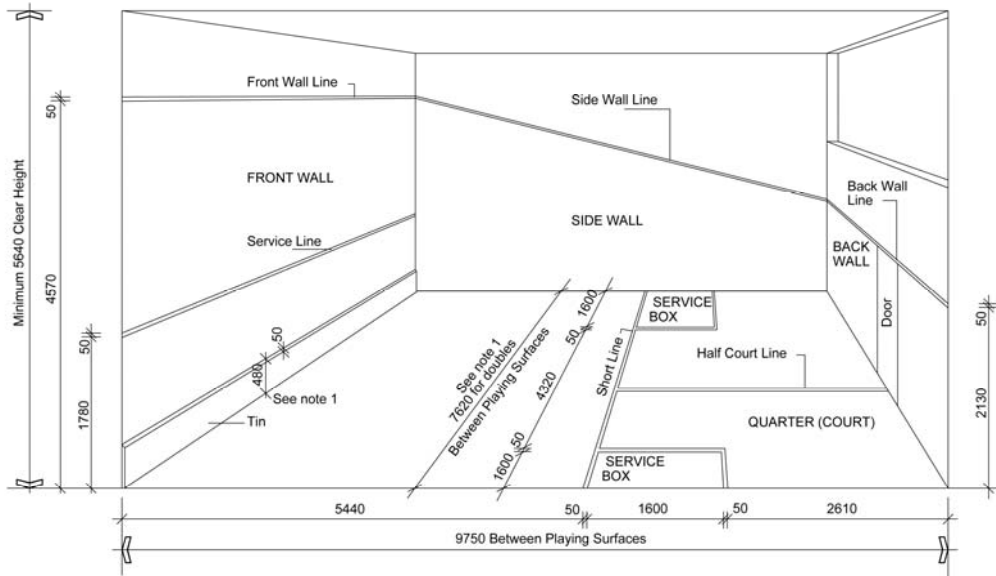 Front Wall Line
50
Side Wall Line
Minimum 5640 Clear Height
FRONT WALL
Back Wall
Line
Service Line
SIDE WALL
BACK
WALL
4570
50
480
50
See note 1
Tin
1780
See note 1
7620 for doubles
Between Playing Surfaces
1600
50
4320
50
1600
SERVICE
BOX
Short Line
Half Court Line
Door
50
2130
QUARTER (COURT)
SERVICE
BOX
5440
50
1600
50
2610
9750 Between Playing Surfaces